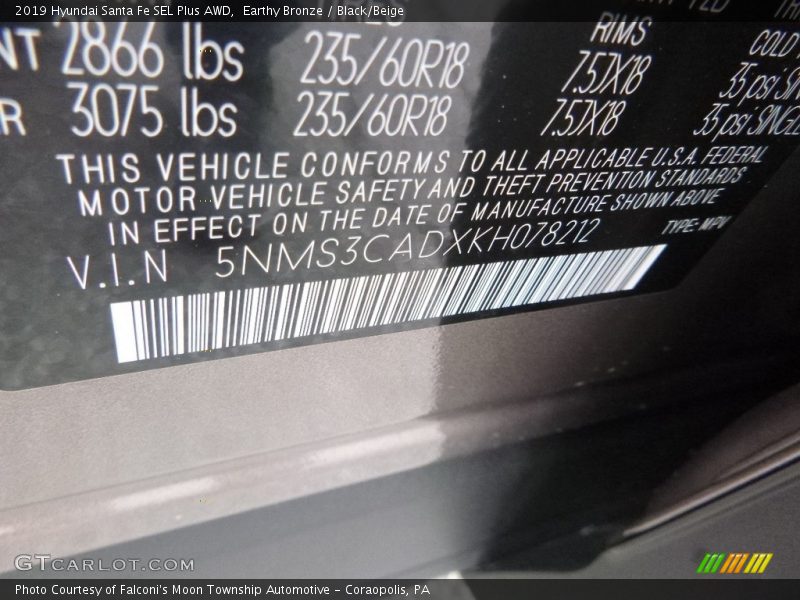 2019 Hyundai Santa Fe SEL Plus AWD, Earthy Bronze / Black/Beige
RIMS
COLD
NT 2866 lbs 235/60R18 7.5JX18 35 psi SIN
R 3075 lbs 235/60R18 7.5JX18 35 psi SINGLE
THIS VEHICLE CONFORMS TO ALL APPLICABLE U.S.A. FEDERAL
MOTOR VEHICLE SAFETY AND THEFT PREVENTION STANDARDS
IN EFFECT ON THE DATE OF MANUFACTURE SHOWN ABOVE
V.I.N 5NMS3CADXKH078212 TYPE: MPV
GTCARLOT.COM
Photo Courtesy of Falconi's Moon Township Automotive – Coraopolis, PA